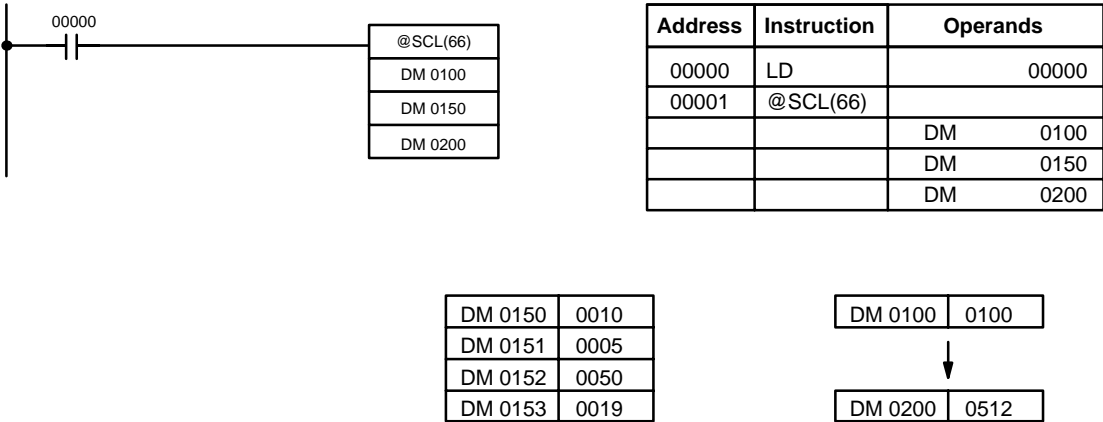 00000
@SCL(66)
DM 0100
DM 0150
DM 0200
Address Instruction Operands
00000 LD 00000
00001 @SCL(66)
DM 0100
DM 0150
DM 0200
DM 0150 0010
DM 0151 0005
DM 0152 0050
DM 0153 0019
DM 0100 0100
DM 0200 0512